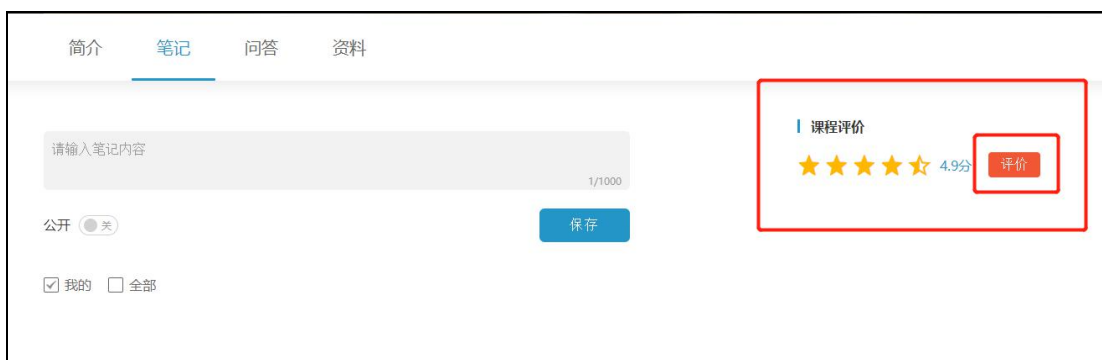 简介 笔记 问答 资料
请输入笔记内容
1/1000
公开 关 保存
我的 全部
课程评价
4.9分 评价